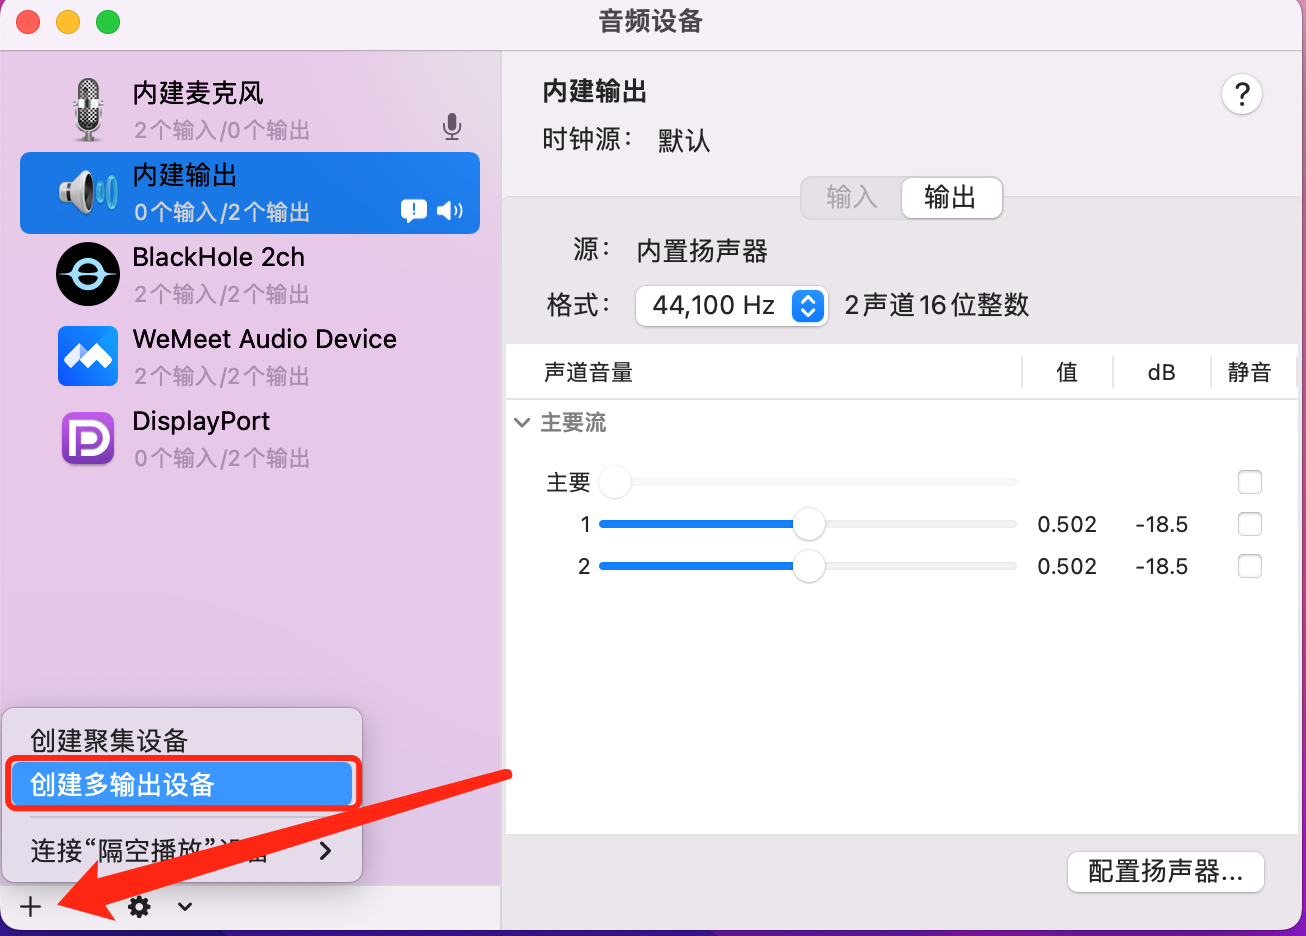 音频设备
内建麦克风
2个输入/0个输出
内建输出
0个输入/2个输出
BlackHole 2ch
2个输入/2个输出
WeMeet Audio Device
2个输入/2个输出
DisplayPort
0个输入/2个输出
创建聚集设备
创建多输出设备
连接“隔空播放”设备
内建输出
?
时钟源： 默认
输入 输出
源： 内置扬声器
格式： 44,100 Hz 2声道16位整数
声道音量 值 dB 静音
主要流
主要
1 0.502 -18.5
2 0.502 -18.5
配置扬声器...